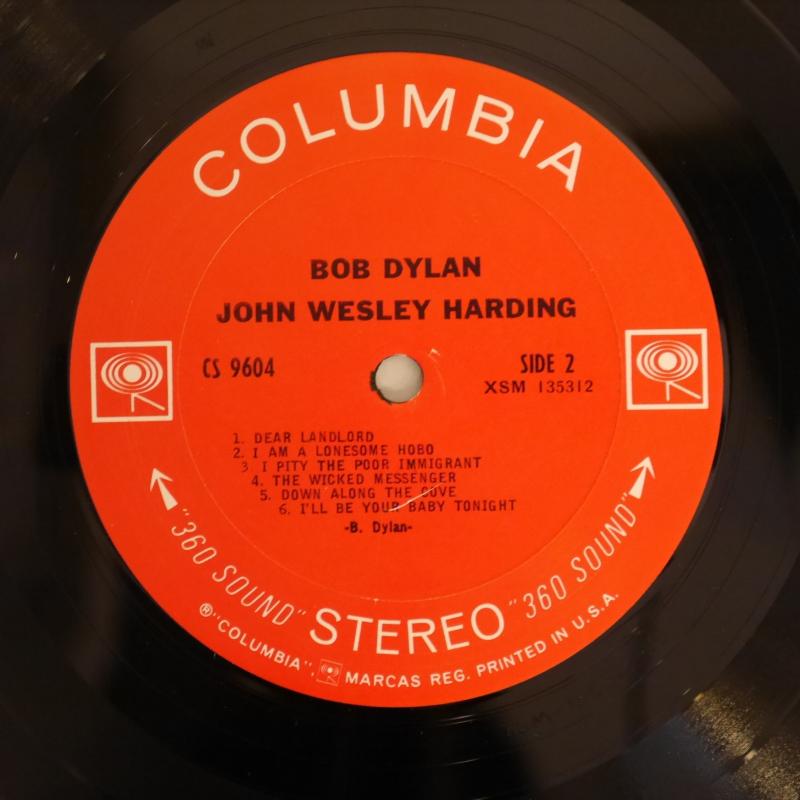 COLUMBIA
BOB DYLAN
JOHN WESLEY HARDING
CS 9604
SIDE 2
XSM 135312
1. DEAR LANDLORD
2. I AM A LONESOME HOBO
3 I PITY THE POOR IMMIGRANT
4. THE WICKED MESSENGER
5. DOWN ALONG THE COVE
6. I'LL BE YOUR BABY TONIGHT
-B. Dylan-
"360 SOUND" STEREO "360 SOUND"
® "COLUMBIA", MARCAS REG. PRINTED IN U.S.A.